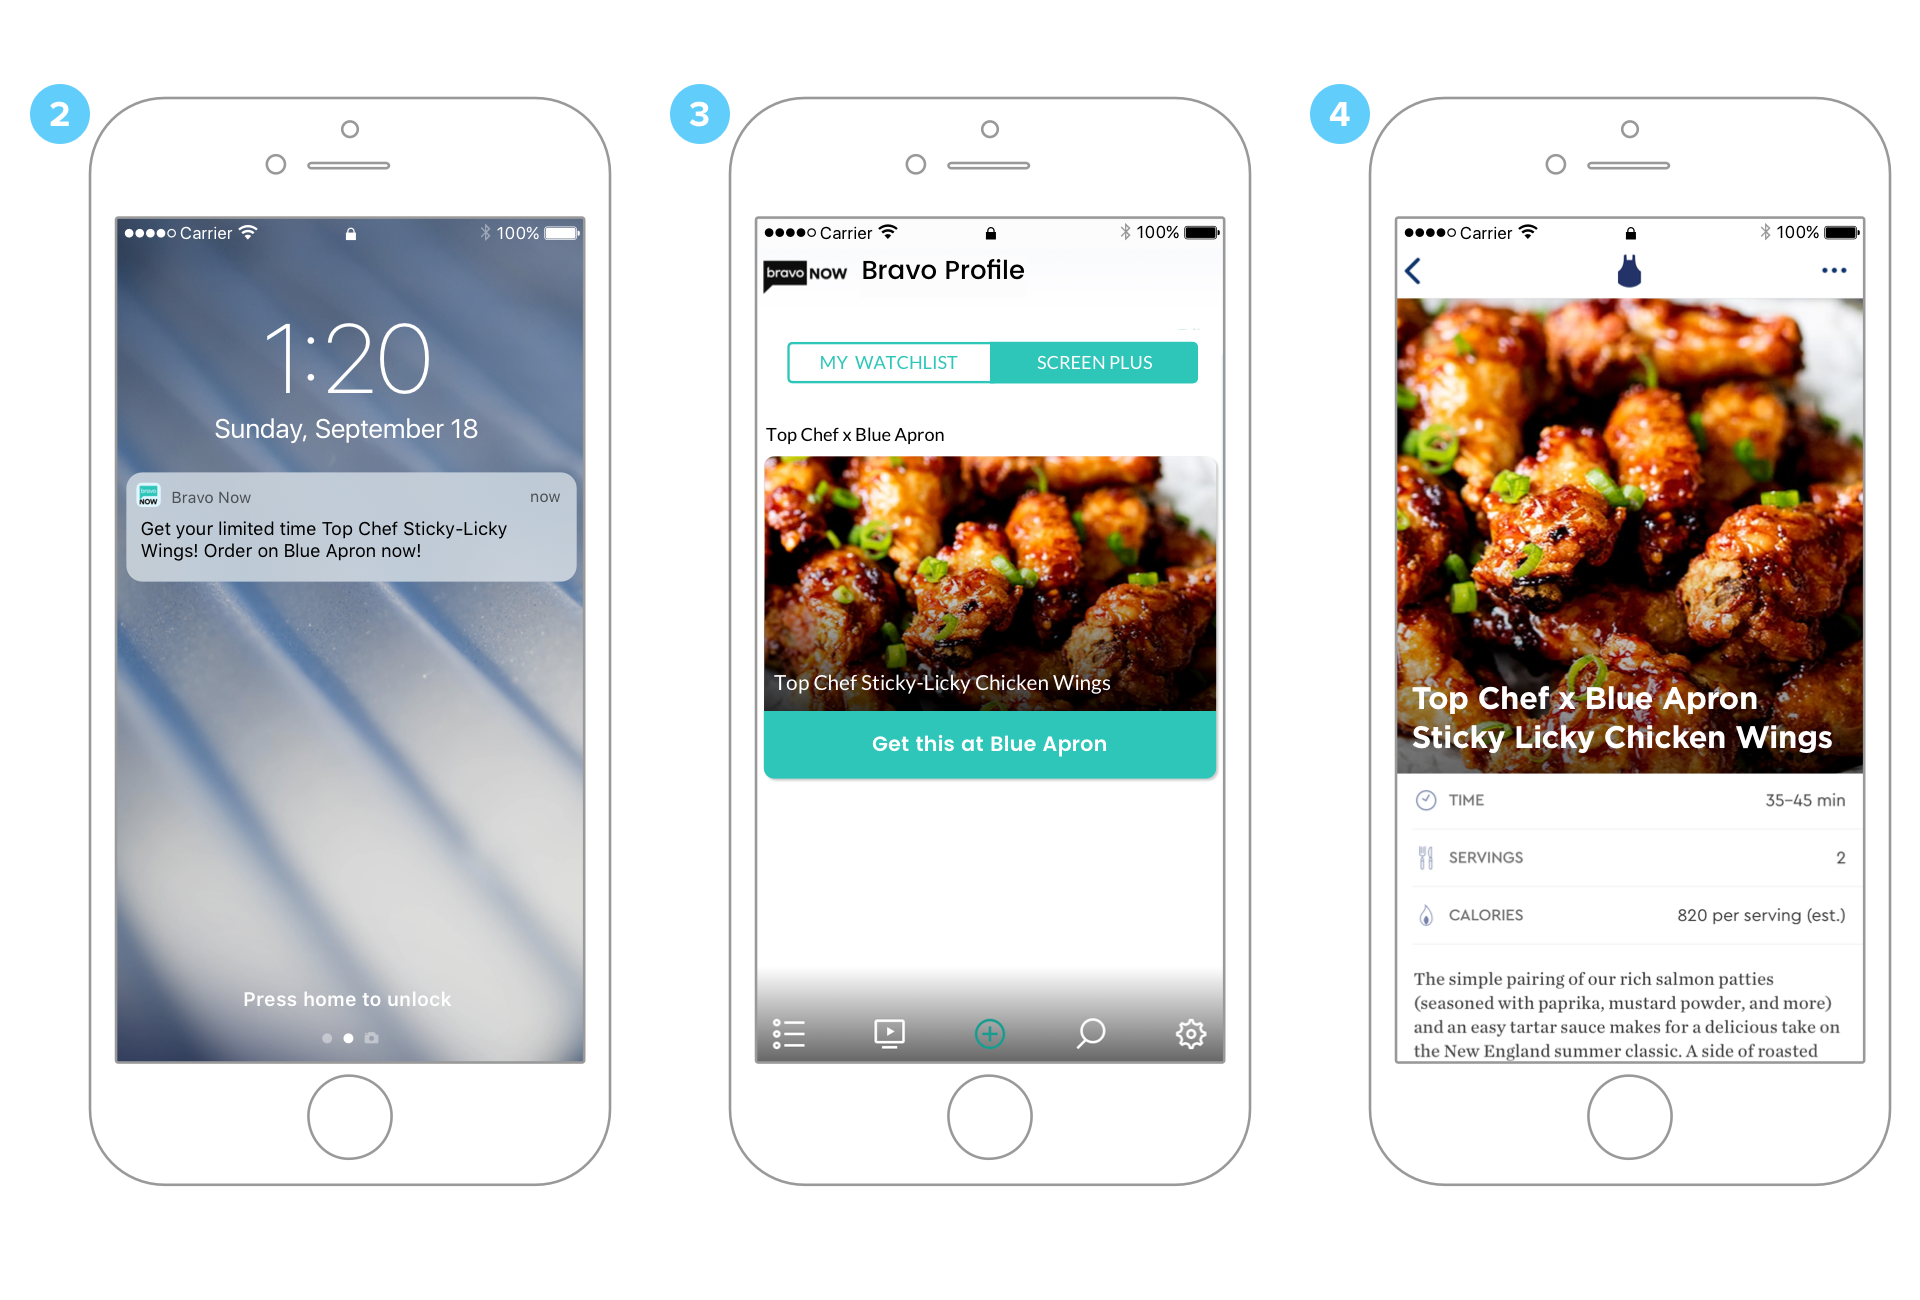 2
Carrier
100%
1:20
Sunday, September 18
bravo
NOW
Bravo Now
now
Get your limited time Top Chef Sticky-Licky
Wings! Order on Blue Apron now!
Press home to unlock
3
Carrier
100%
bravo NOW
Bravo Profile
MY WATCHLIST
SCREEN PLUS
Top Chef x Blue Apron
Top Chef Sticky-Licky Chicken Wings
Get this at Blue Apron
4
Carrier
100%
Top Chef x Blue Apron
Sticky Licky Chicken Wings
TIME
35–45 min
SERVINGS
2
CALORIES
820 per serving (est.)
The simple pairing of our rich salmon patties
(seasoned with paprika, mustard powder, and more)
and an easy tartar sauce makes for a delicious take on
the New England summer classic. A side of roasted